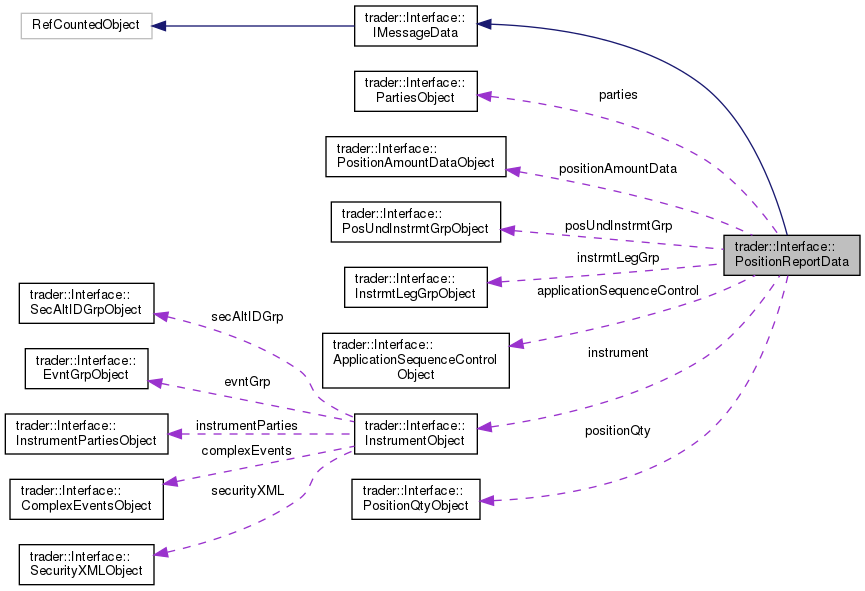 RefCountedObject
trader::Interface::
IMessageData
trader::Interface::
PartiesObject
parties
trader::Interface::
PositionAmountDataObject
positionAmountData
trader::Interface::
PosUndInstrmtGrpObject
posUndInstrmtGrp
trader::Interface::
PositionReportData
trader::Interface::
InstrmtLegGrpObject
instrmtLegGrp
applicationSequenceControl
trader::Interface::
SecAltIDGrpObject
secAltIDGrp
trader::Interface::
ApplicationSequenceControl
Object
instrument
trader::Interface::
EvntGrpObject
evntGrp
trader::Interface::
InstrumentPartiesObject
instrumentParties
trader::Interface::
InstrumentObject
positionQty
complexEvents
trader::Interface::
ComplexEventsObject
securityXML
trader::Interface::
PositionQtyObject
trader::Interface::
SecurityXMLObject